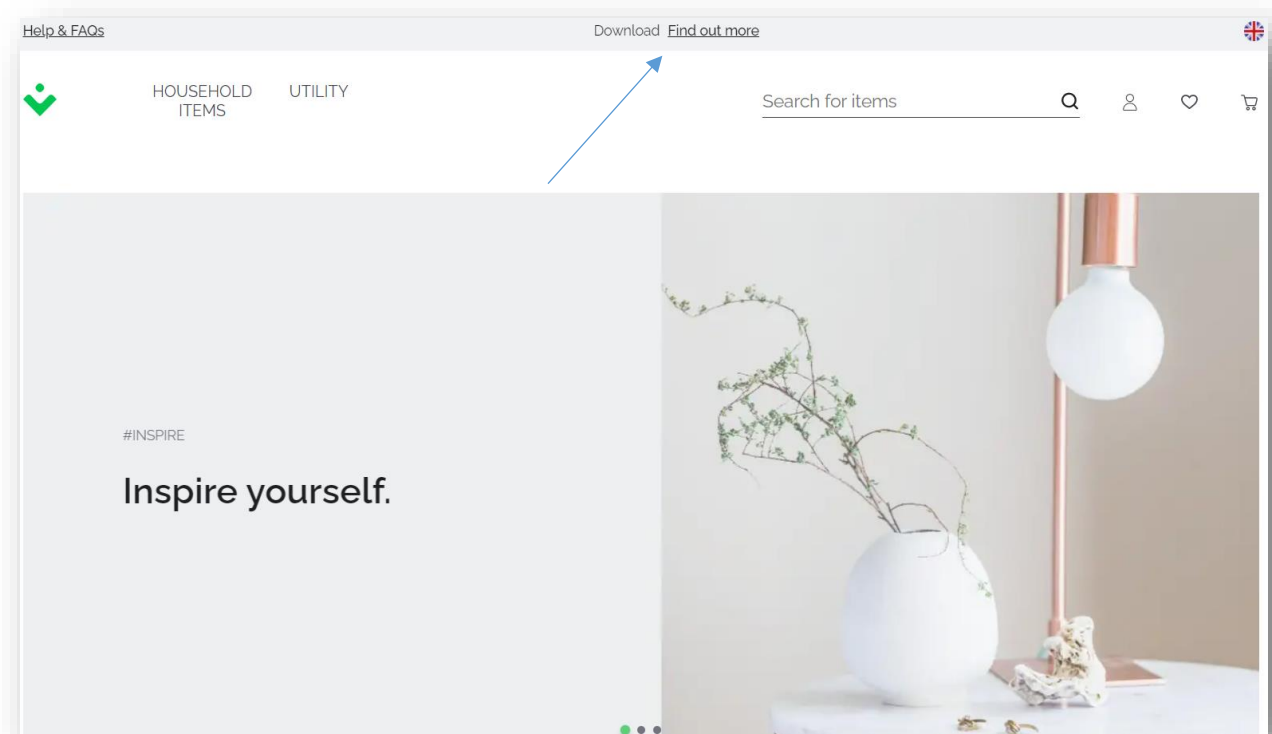 Help & FAQs
Download Find out more
HOUSEHOLD
ITEMS
UTILITY
Search for items
#INSPIRE
Inspire yourself.